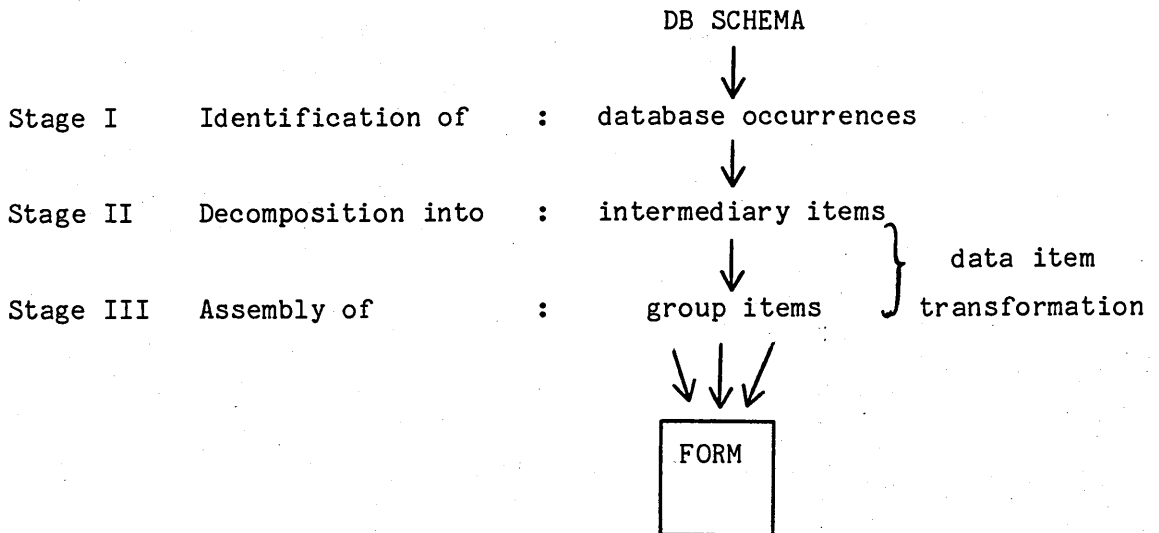 DB SCHEMA
Stage I Identification of : database occurrences
Stage II Decomposition into : intermediary items
data item
Stage III Assembly of : group items transformation
FORM